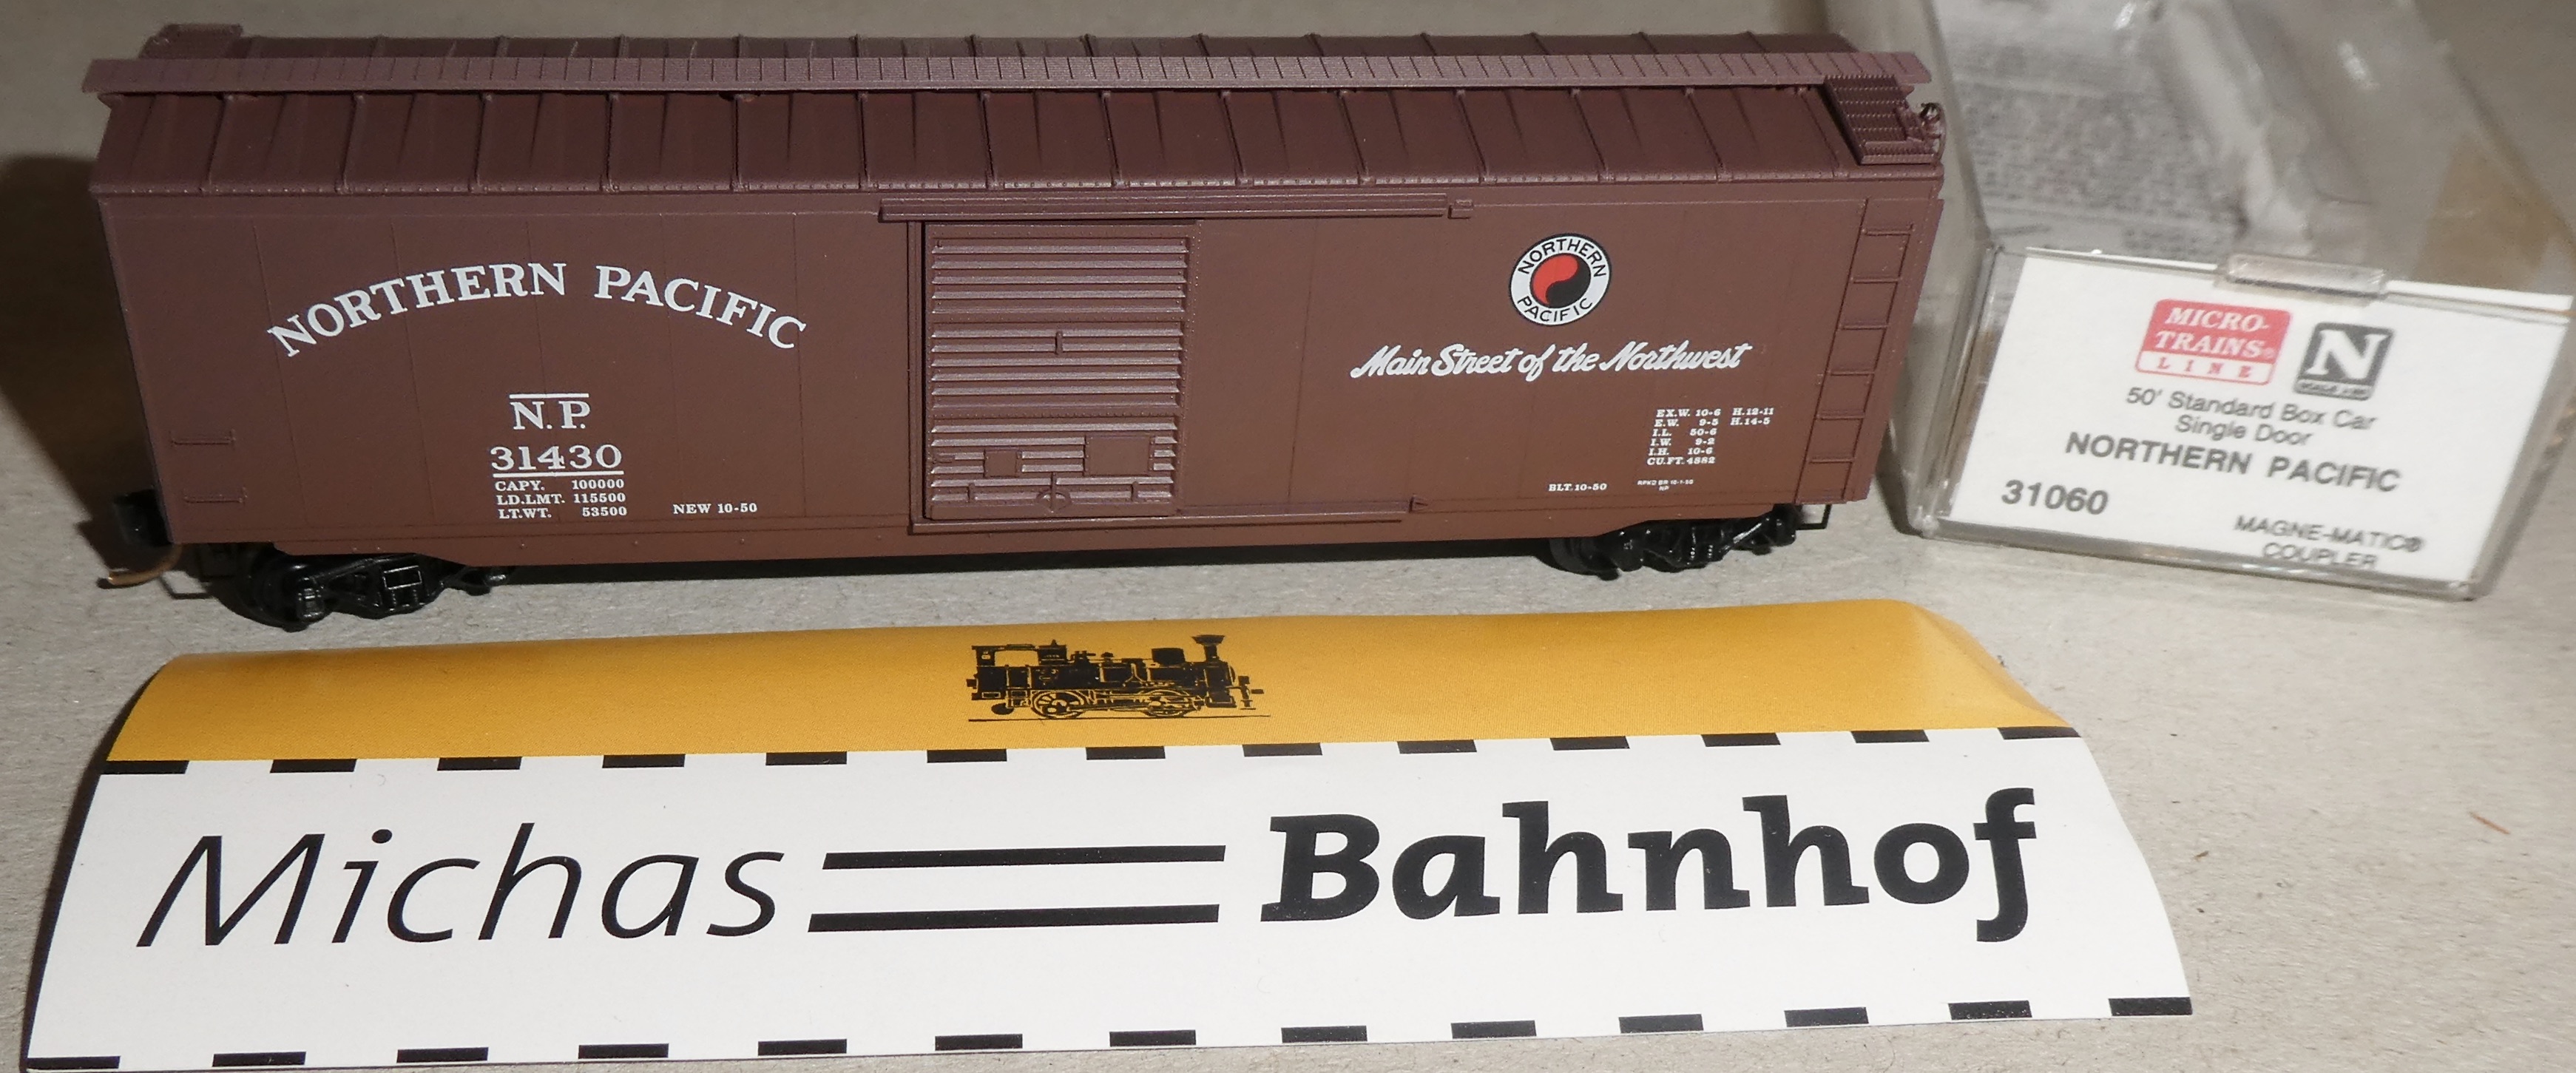 NORTHERN PACIFIC
N.P.
31430
CAPY. 100000
LD.LMT. 115500
LT.WT. 53500
NEW 10-50
NORTHERN
PACIFIC
Main Street of the Northwest
EX.W. 10-6 H.12-11
E.W. 9-5 H.14-5
I.L. 50-6
I.W. 9-2
I.H. 10-6
CU.FT. 4882
BLT. 10-50
NP
MICRO-
TRAINS®
LINE
N
50' Standard Box Car
Single Door
NORTHERN PACIFIC
31060
MAGNE-MATIC®
COUPLER
Michas Bahnhof